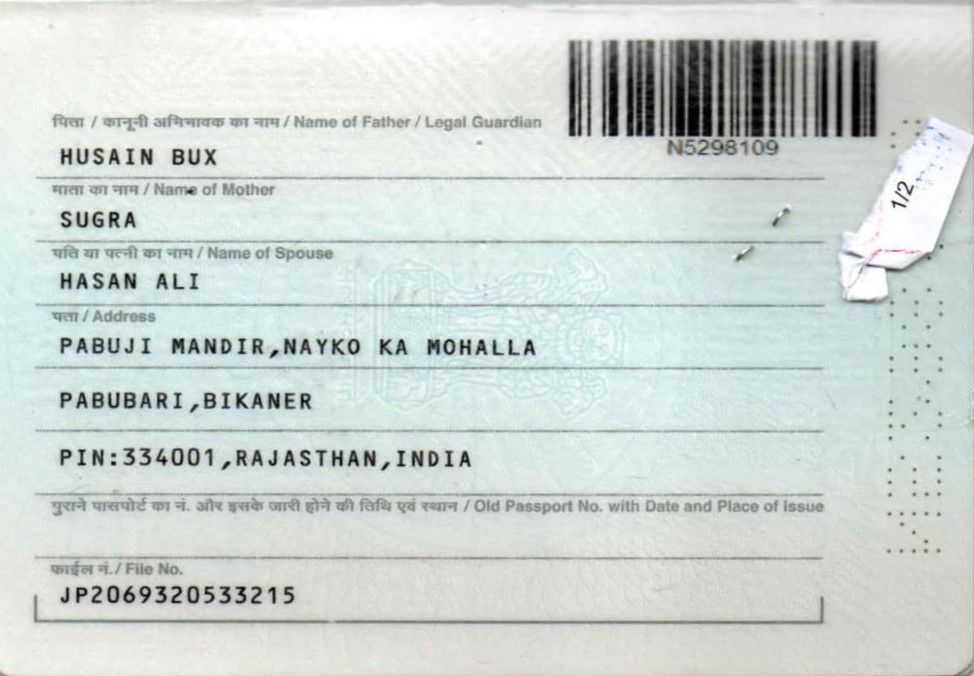 पिता / कानूनी अभिभावक का नाम / Name of Father / Legal Guardian
N5298109
HUSAIN BUX
माता का नाम / Name of Mother
SUGRA
पति या पत्नी का नाम / Name of Spouse
HASAN ALI
पता / Address
PABUJI MANDIR,NAYKO KA MOHALLA
PABUBARI,BIKANER
PIN:334001,RAJASTHAN,INDIA
पुराने पासपोर्ट का नं. और इसके जारी होने की तिथि एवं स्थान / Old Passport No. with Date and Place of Issue
फाईल नं./ File No.
JP2069320533215
1/2